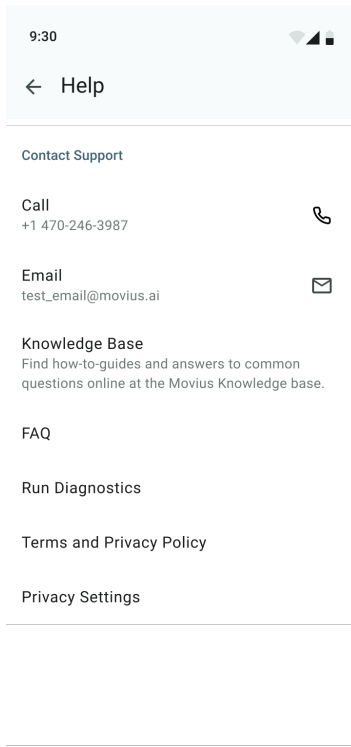 9:30
Help
Contact Support
Call
+1 470-246-3987
Email
test_email@movius.ai
Knowledge Base
Find how-to-guides and answers to common
questions online at the Movius Knowledge base.
FAQ
Run Diagnostics
Terms and Privacy Policy
Privacy Settings